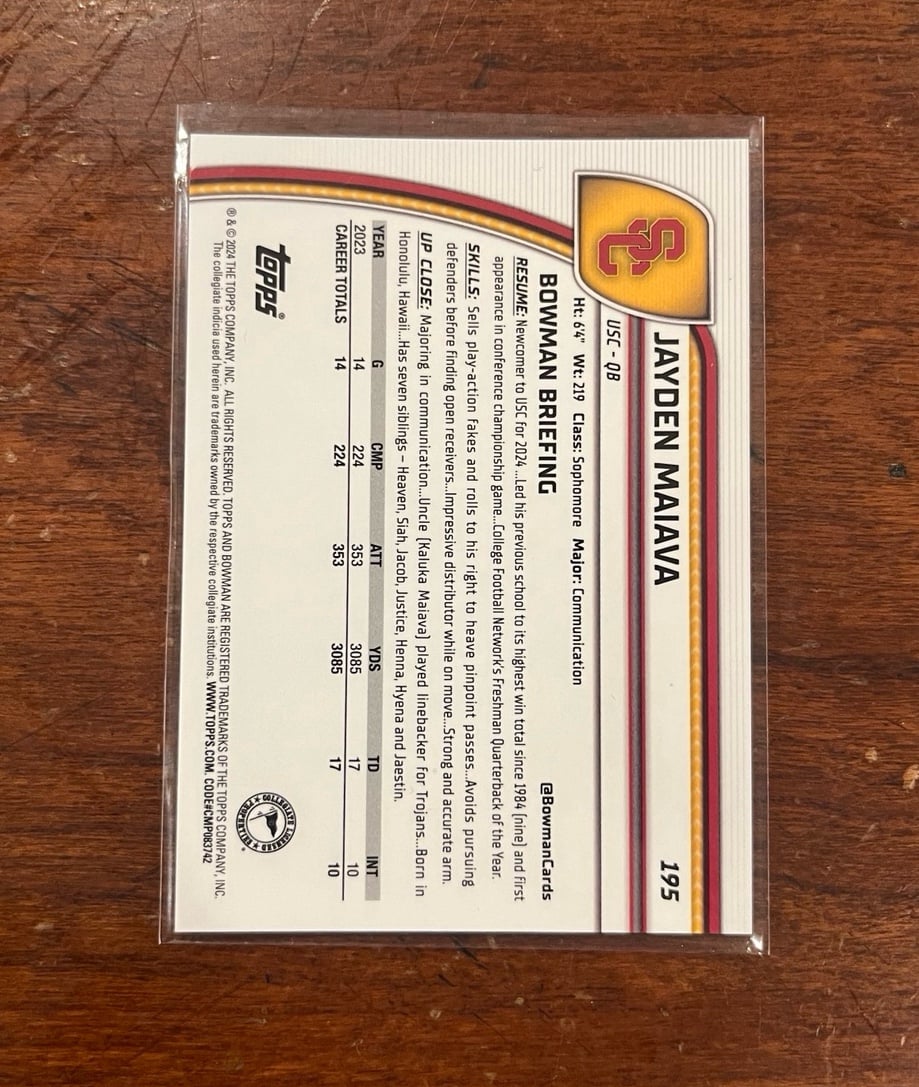 SC
JAYDEN MAIAVA
195
USC - QB
Ht: 6'4" Wt: 219 Class: Sophomore Major: Communication
BOWMAN BRIEFING
@BowmanCards
RESUME: Newcomer to USC for 2024 ...Led his previous school to its highest win total since 1984 (nine) and first
appearance in conference championship game...College Football Network's Freshman Quarterback of the Year.
SKILLS: Sells play-action fakes and rolls to his right to heave pinpoint passes...Avoids pursuing
defenders before finding open receivers...Impressive distributor while on move...Strong and accurate arm.
UP CLOSE: Majoring in communication...Uncle (Kaluka Maiava) played linebacker for Trojans...Born in
Honolulu, Hawaii...Has seven siblings – Heaven, Siah, Jacob, Justice, Henna, Hyena and Jaestin.
YEAR G CMP ATT YDS TD INT
2023 14 224 353 3085 17 10
CAREER TOTALS 14 224 353 3085 17 10
topps®
COLLEGIATE LICENSED PRODUCT
® & © 2024 THE TOPPS COMPANY, INC. ALL RIGHTS RESERVED. TOPPS AND BOWMAN ARE REGISTERED TRADEMARKS OF THE TOPPS COMPANY, INC.
The collegiate indicia used herein are trademarks owned by the respective collegiate institutions. WWW.TOPPS.COM. CODE#CMP083742